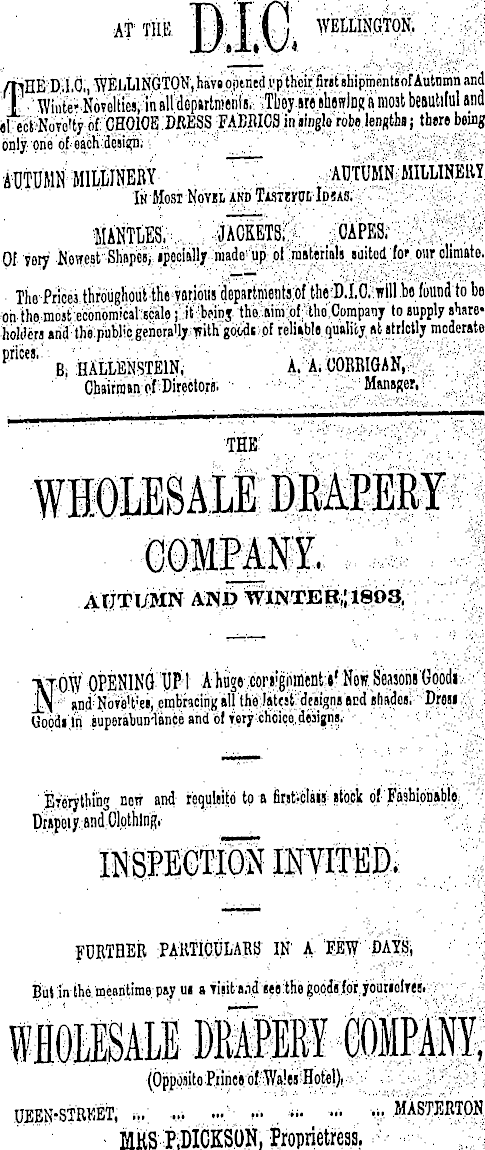 AT THE D.I.C. WELLINGTON.
THE D.I.C., WELLINGTON, have opened up their first shipments of Autumn and
Winter Novelties, in all departments. They are showing a most beautiful and
el ect Novelty of CHOICE DRESS FABRICS in single robe lengths; there being
only one of each design.
AUTUMN MILLINERY AUTUMN MILLINERY
IN MOST NOVEL AND TASTEFUL IDEAS.
MANTLES. JACKETS, CAPES.
Of very Newest Shapes, specially made up of materials suited for our climate.
The Prices throughout the various departments of the D.I.C. will be found to be
on the most economical scale; it being the aim of the Company to supply share-
holders and the public generally with goods of reliable quality at strictly moderate
prices.
B. HALLENSTEIN, A. A. CORRIGAN,
Chairman of Directors. Manager.
THE
WHOLESALE DRAPERY
COMPANY.
AUTUMN AND WINTER, 1893.
NOW OPENING UP! A huge consignment of New Seasons Goods
and Novelties, embracing all the latest designs and shades. Dress
Goods in superabundance and of very choice designs.
Everything new and requisite to a first-class stock of Fashionable
Drapery and Clothing.
INSPECTION INVITED.
FURTHER PARTICULARS IN A FEW DAYS,
But in the meantime pay us a visit and see the goods for yourselves.
WHOLESALE DRAPERY COMPANY,
(Opposite Prince of Wales Hotel),
UEEN-STREET, ... ... ... ... ... ... ... MASTERTON
MRS P. DICKSON, Proprietress.